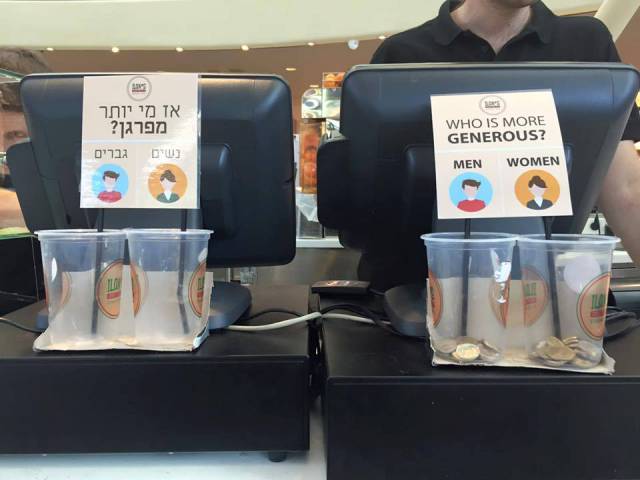 אז מי יותר
מפרגן?
גברים
נשים
WHO IS MORE
GENEROUS?
MEN
WOMEN